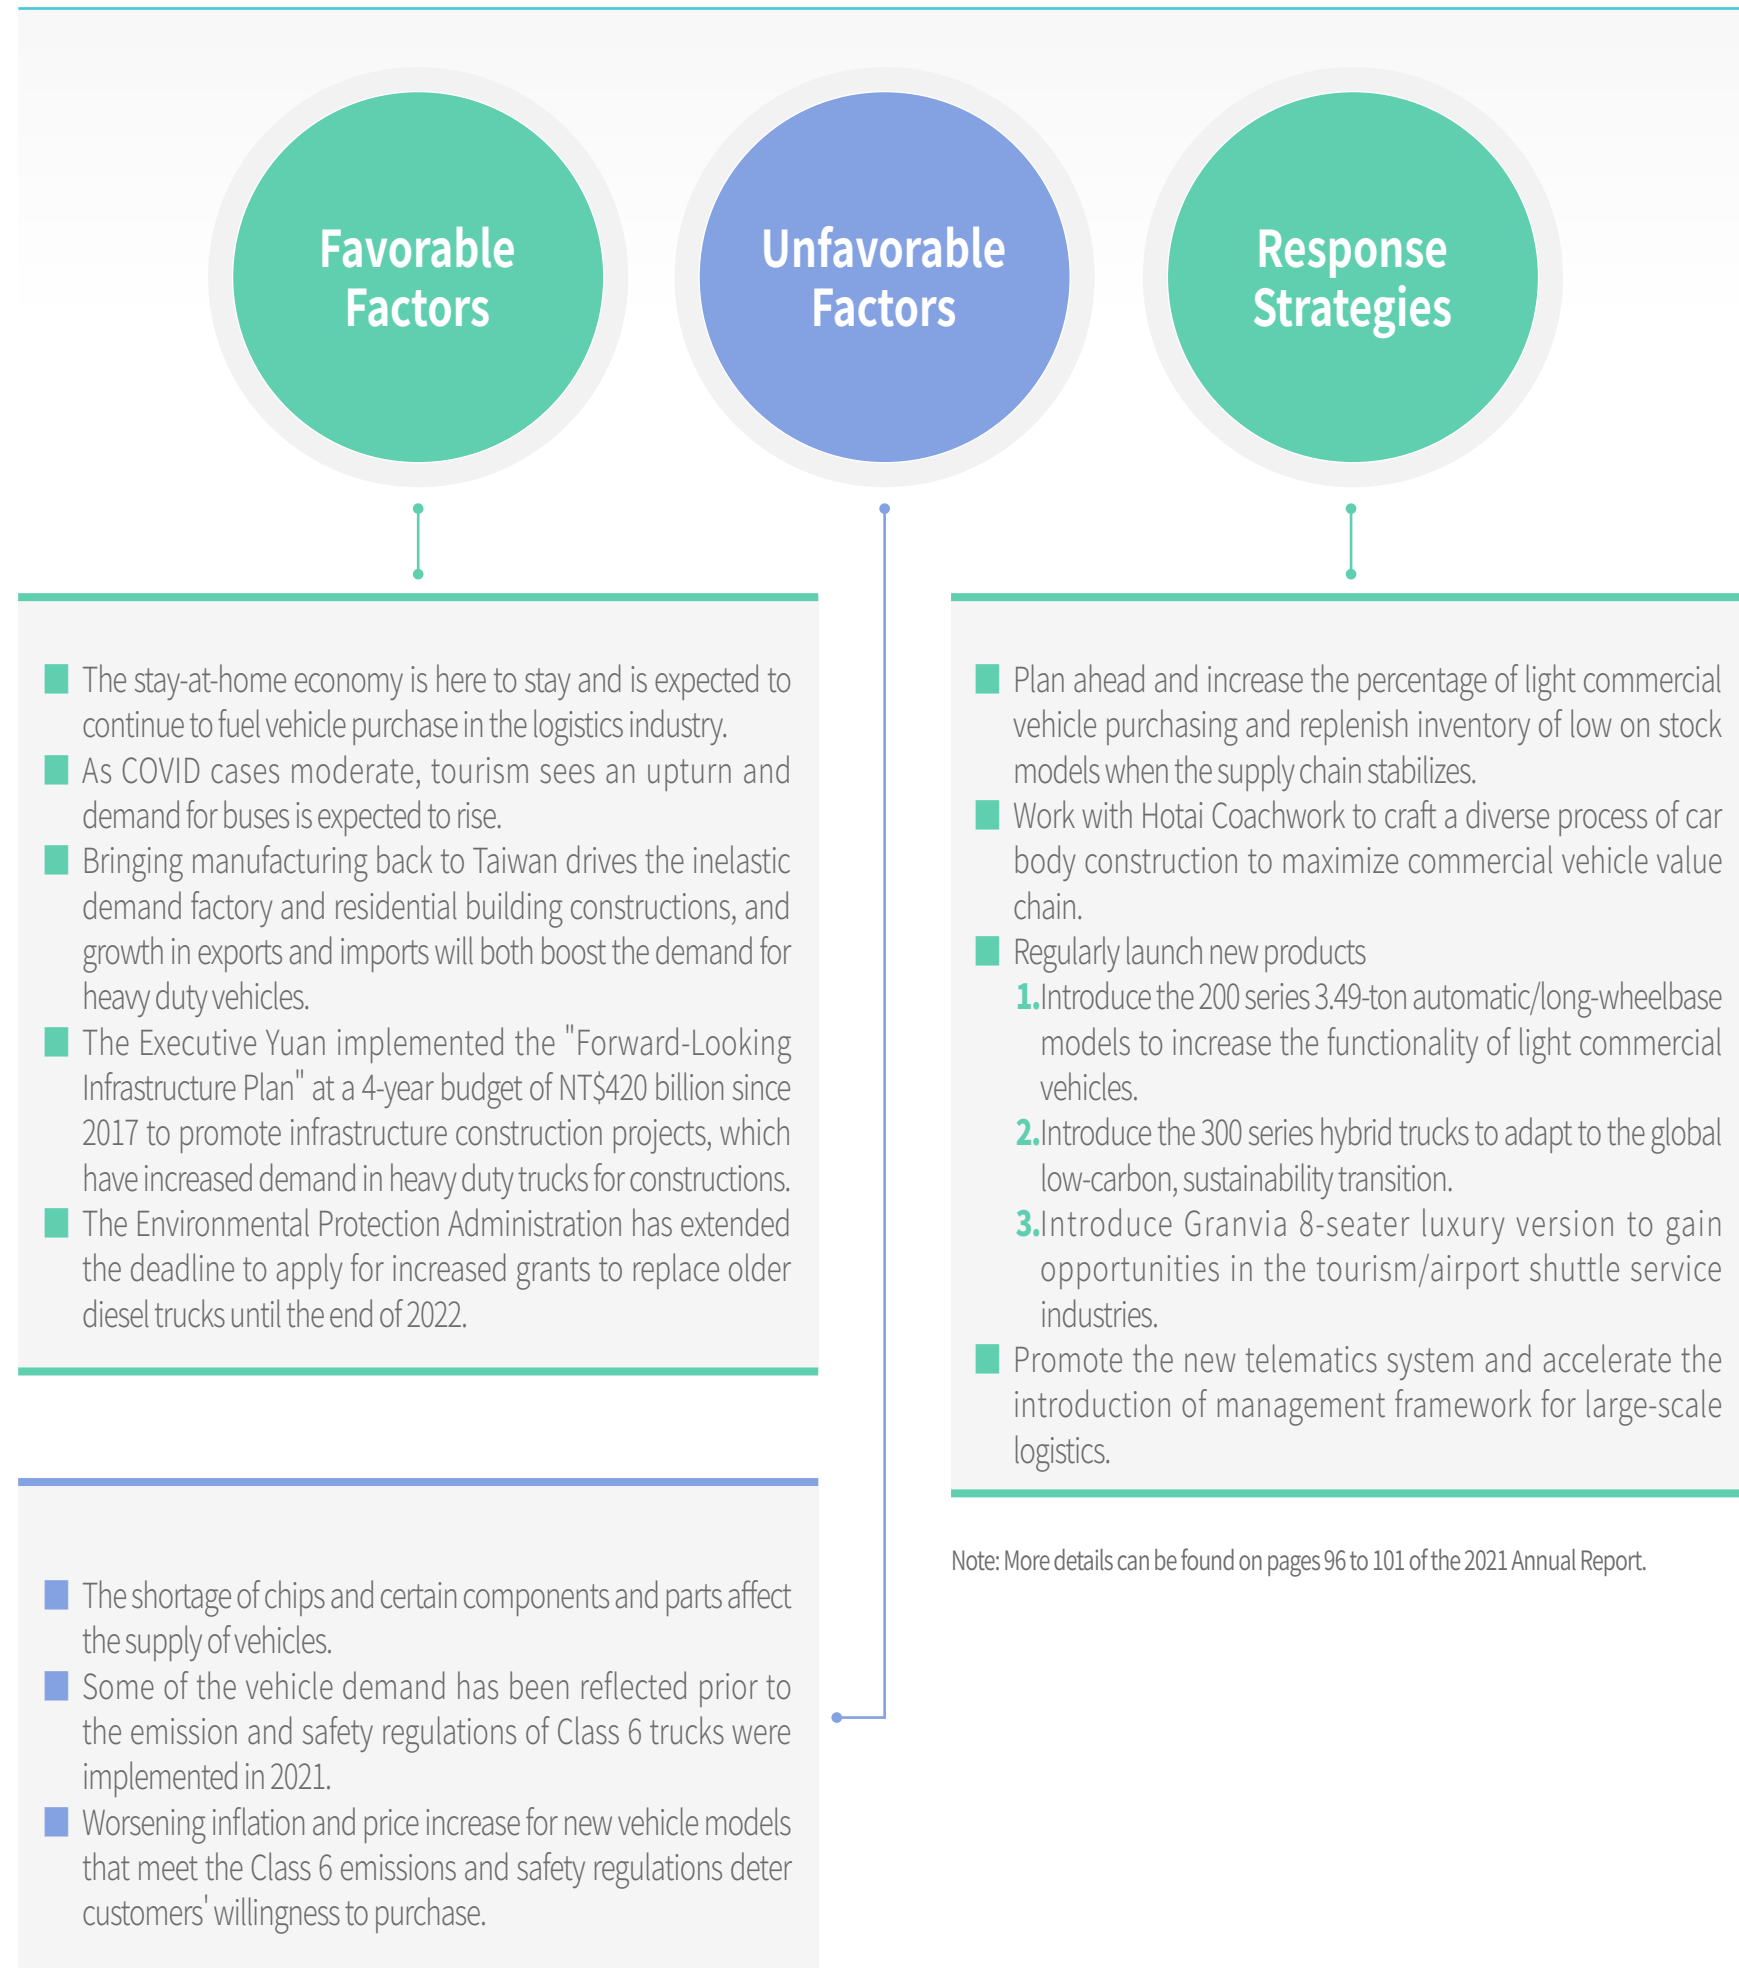 Favorable
Factors
Unfavorable
Factors
Response
Strategies
The stay-at-home economy is here to stay and is expected to
continue to fuel vehicle purchase in the logistics industry.
As COVID cases moderate, tourism sees an upturn and
demand for buses is expected to rise.
Bringing manufacturing back to Taiwan drives the inelastic
demand factory and residential building constructions, and
growth in exports and imports will both boost the demand for
heavy duty vehicles.
The Executive Yuan implemented the "Forward-Looking
Infrastructure Plan" at a 4-year budget of NT$420 billion since
2017 to promote infrastructure construction projects, which
have increased demand in heavy duty trucks for constructions.
The Environmental Protection Administration has extended
the deadline to apply for increased grants to replace older
diesel trucks until the end of 2022.
The shortage of chips and certain components and parts affect
the supply of vehicles.
Some of the vehicle demand has been reflected prior to
the emission and safety regulations of Class 6 trucks were
implemented in 2021.
Worsening inflation and price increase for new vehicle models
that meet the Class 6 emissions and safety regulations deter
customers' willingness to purchase.
Plan ahead and increase the percentage of light commercial
vehicle purchasing and replenish inventory of low on stock
models when the supply chain stabilizes.
Work with Hotai Coachwork to craft a diverse process of car
body construction to maximize commercial vehicle value
chain.
Regularly launch new products
1.Introduce the 200 series 3.49-ton automatic/long-wheelbase
models to increase the functionality of light commercial
vehicles.
2.Introduce the 300 series hybrid trucks to adapt to the global
low-carbon, sustainability transition.
3.Introduce Granvia 8-seater luxury version to gain
opportunities in the tourism/airport shuttle service
industries.
Promote the new telematics system and accelerate the
introduction of management framework for large-scale
logistics.
Note: More details can be found on pages 96 to 101 of the 2021 Annual Report.